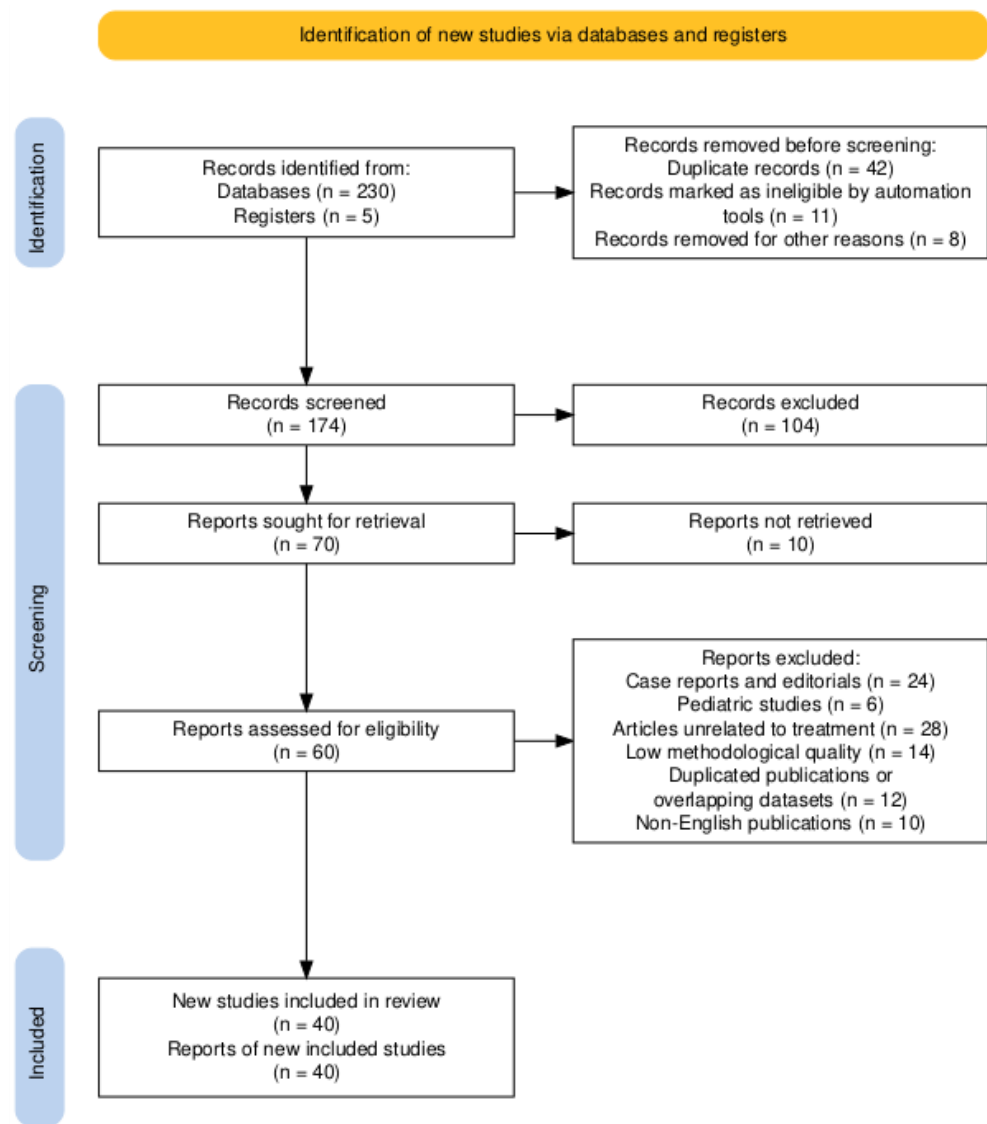 Identification of new studies via databases and registers
Identification
Records identified from:
Databases (n = 230)
Registers (n = 5)
Records removed before screening:
Duplicate records (n = 42)
Records marked as ineligible by automation
tools (n = 11)
Records removed for other reasons (n = 8)
Screening
Records screened
(n = 174)
Records excluded
(n = 104)
Reports sought for retrieval
(n = 70)
Reports not retrieved
(n = 10)
Reports assessed for eligibility
(n = 60)
Reports excluded:
Case reports and editorials (n = 24)
Pediatric studies (n = 6)
Articles unrelated to treatment (n = 28)
Low methodological quality (n = 14)
Duplicated publications or
overlapping datasets (n = 12)
Non-English publications (n = 10)
Included
New studies included in review
(n = 40)
Reports of new included studies
(n = 40)